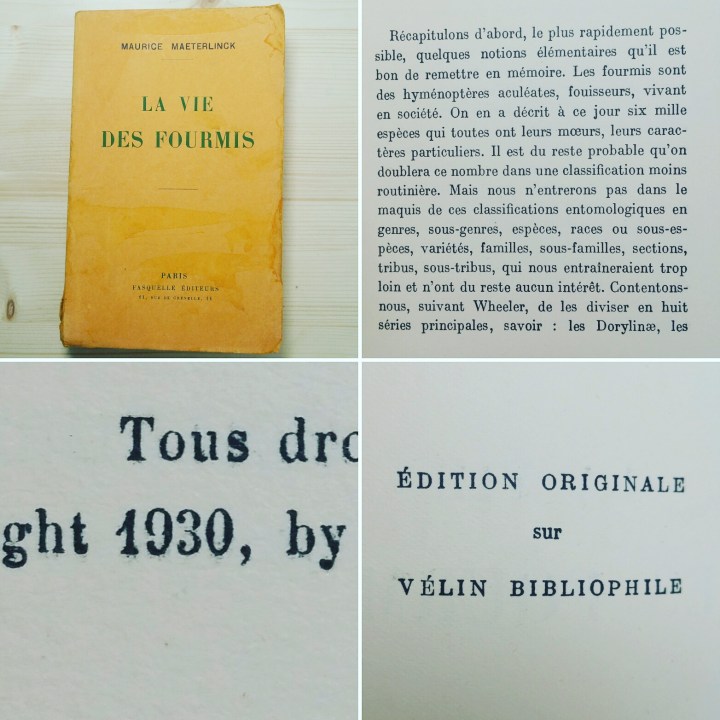 MAURICE MAETERLINCK
LA VIE
DES FOURMIS
PARIS
FASQUELLE ÉDITEURS
11, RUE DE GRENELLE, 11
Récapitulons d'abord, le plus rapidement pos-
sible, quelques notions élémentaires qu'il est
bon de remettre en mémoire. Les fourmis sont
des hyménoptères aculéates, fouisseurs, vivant
en société. On en a décrit à ce jour six mille
espèces qui toutes ont leurs mœurs, leurs carac-
tères particuliers. Il est du reste probable qu'on
doublera ce nombre dans une classification moins
routinière. Mais nous n'entrerons pas dans le
maquis de ces classifications entomologiques en
genres, sous-genres, espèces, races ou sous-es-
pèces, variétés, familles, sous-familles, sections,
tribus, sous-tribus, qui nous entraîneraient trop
loin et n'ont du reste aucun intérêt. Contentons-
nous, suivant Wheeler, de les diviser en huit
séries principales, savoir : les Dorylinæ, les
Tous dro
ght 1930, by
ÉDITION ORIGINALE
sur
VÉLIN BIBLIOPHILE